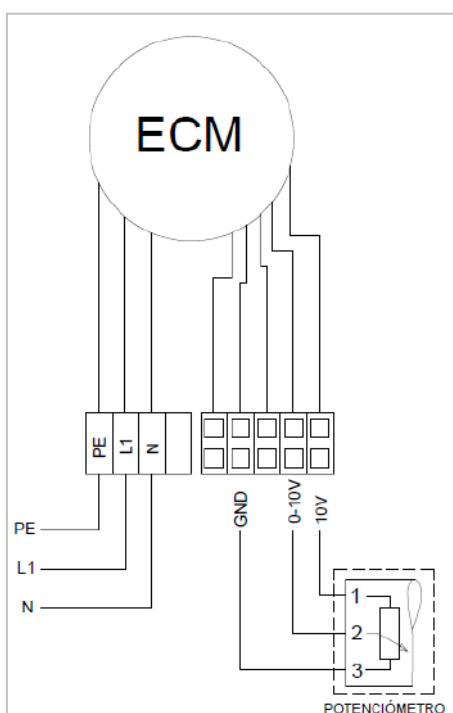 ECM
PE
L1
N
GND
0-10V
10V
PE
L1
N
1
2
3
POTENCIÓMETRO